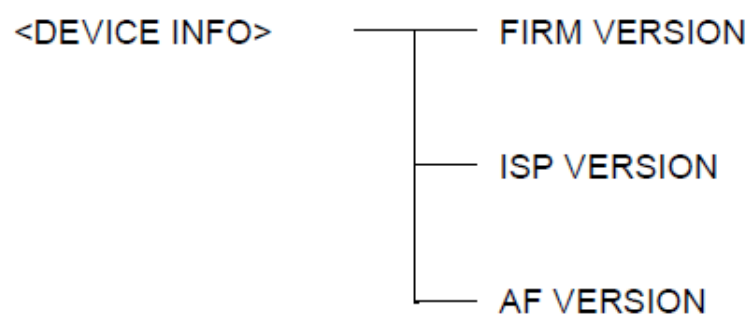 <DEVICE INFO> FIRM VERSION
ISP VERSION
AF VERSION